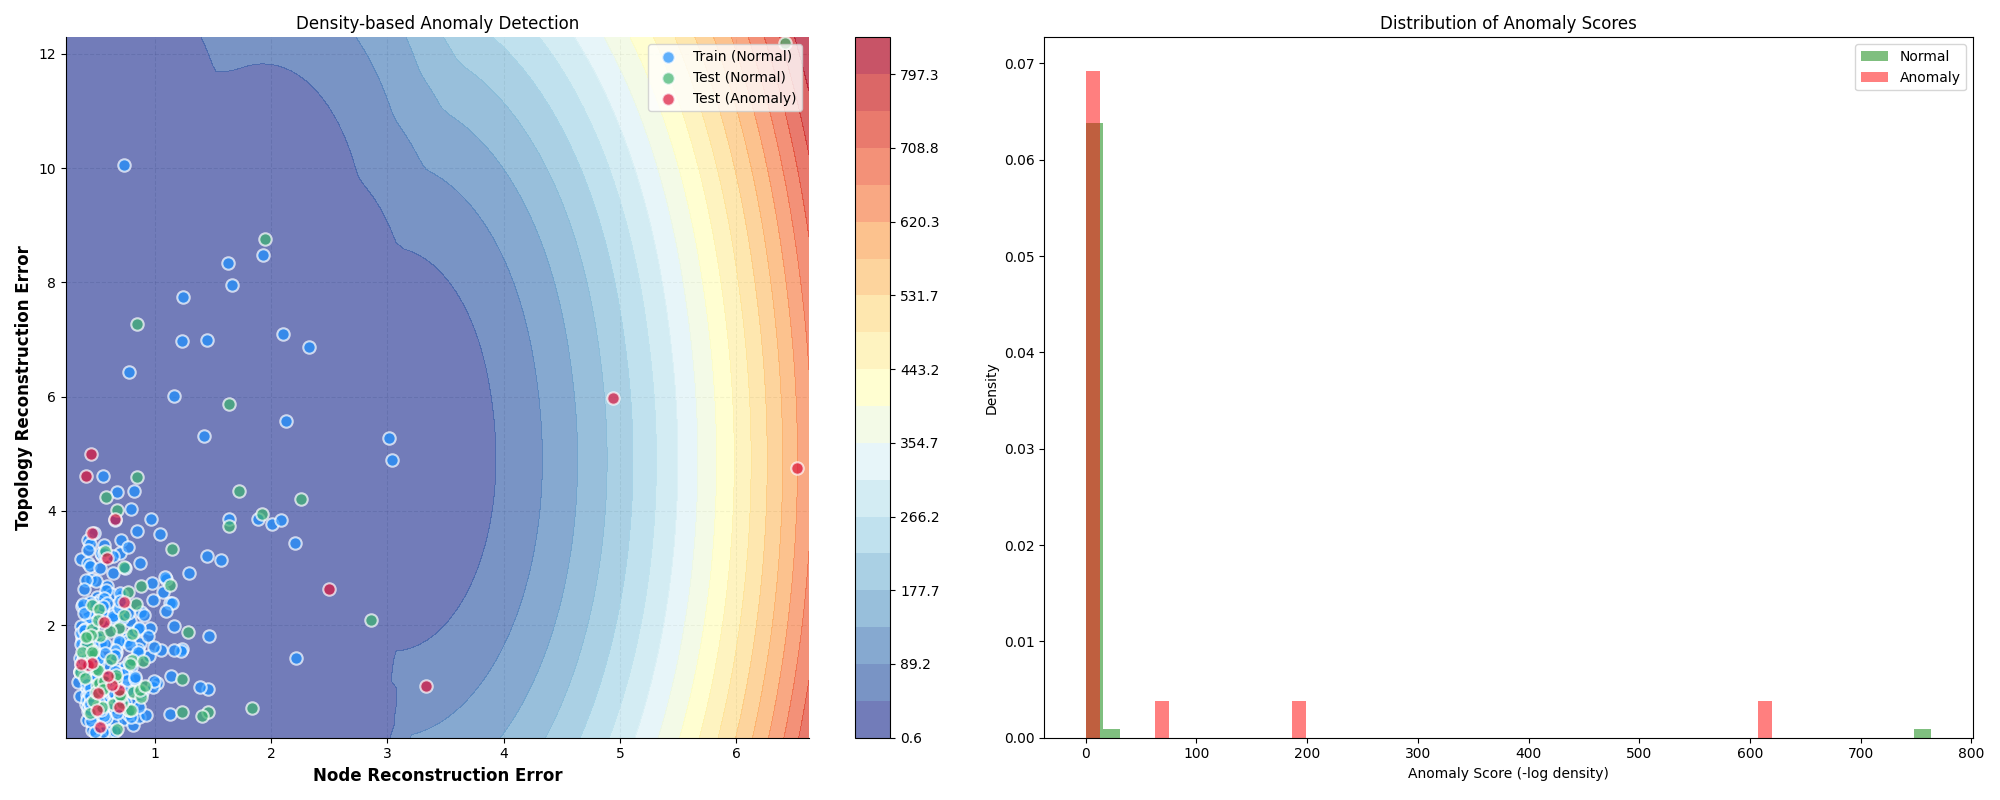 Density-based Anomaly Detection
Topology Reconstruction Error
12
10
8
6
4
2
Train (Normal)
Test (Normal)
Test (Anomaly)
1 2 3 4 5 6
Node Reconstruction Error
797.3
708.8
620.3
531.7
443.2
354.7
266.2
177.7
89.2
0.6
Distribution of Anomaly Scores
Density
0.07
0.06
0.05
0.04
0.03
0.02
0.01
0.00
Normal
Anomaly
0 100 200 300 400 500 600 700 800
Anomaly Score (-log density)